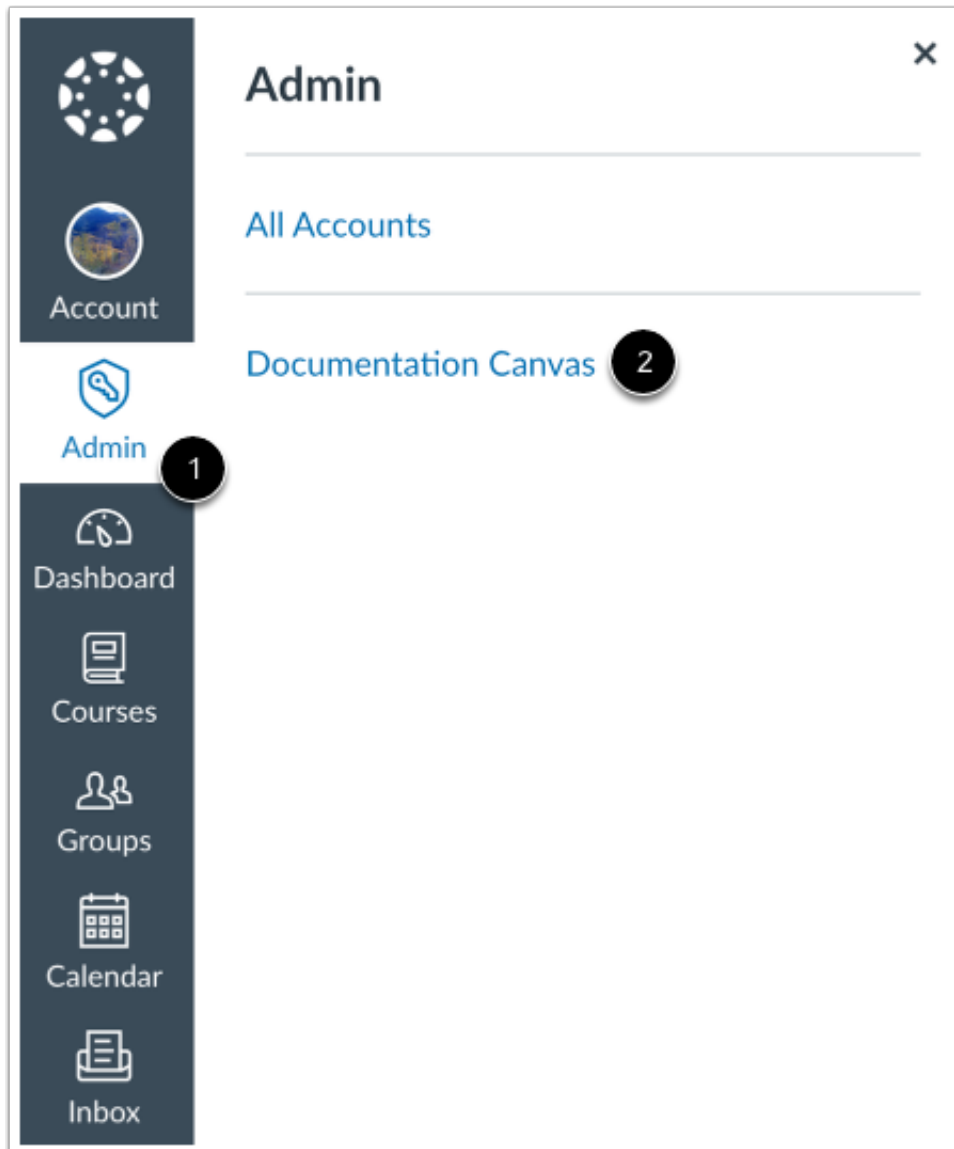 Account
Admin
1
Dashboard
Courses
Groups
Calendar
Inbox
Admin
×
All Accounts
Documentation Canvas 2